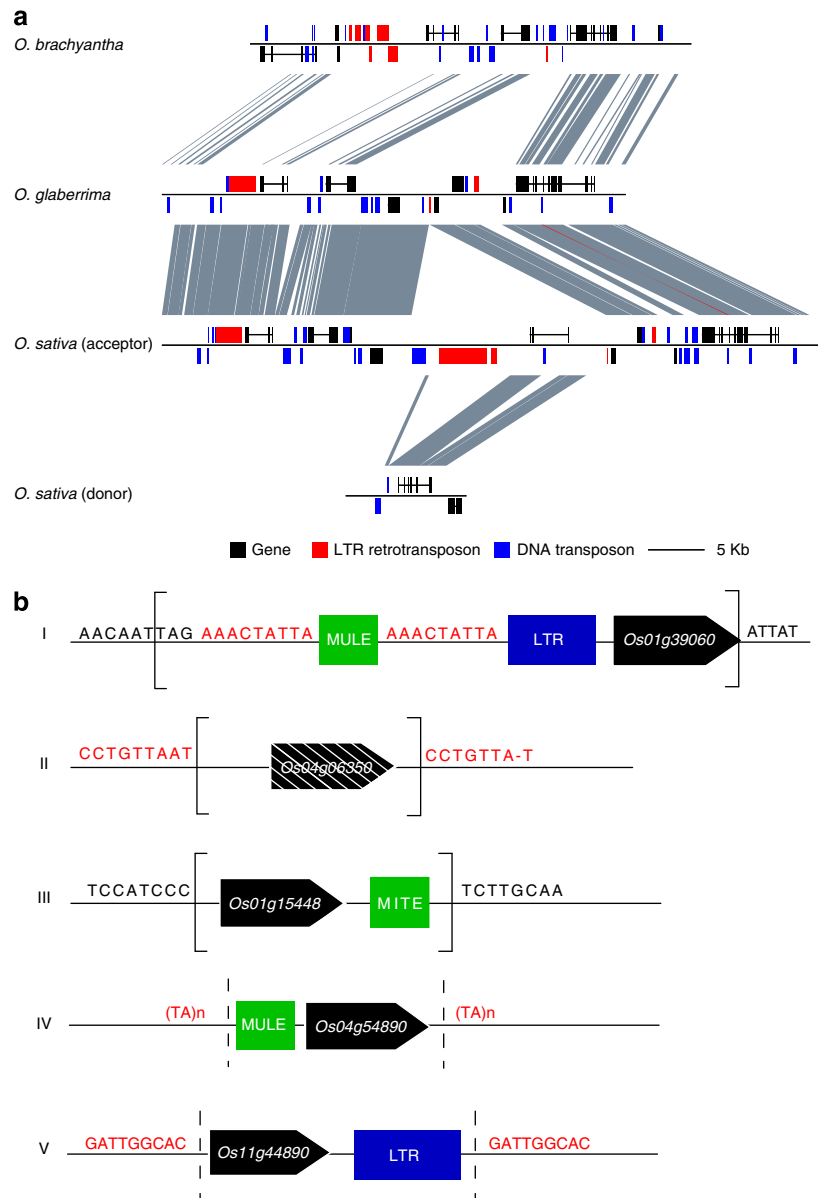 a
O. brachyantha
O. glaberrima
O. sativa (acceptor)
O. sativa (donor)
Gene LTR retrotransposon DNA transposon 5 Kb
b
I AACAATTAG AAACTATTA MULE AAACTATTA LTR Os01g39060 ATTAT
II CCTGTTAAT Os04g06350 CCTGTTA-T
III TCCATCCC Os01g15448 MITE TCTTGCAA
IV (TA)n MULE Os04g54890 (TA)n
V GATTGGCAC Os11g44890 LTR GATTGGCAC